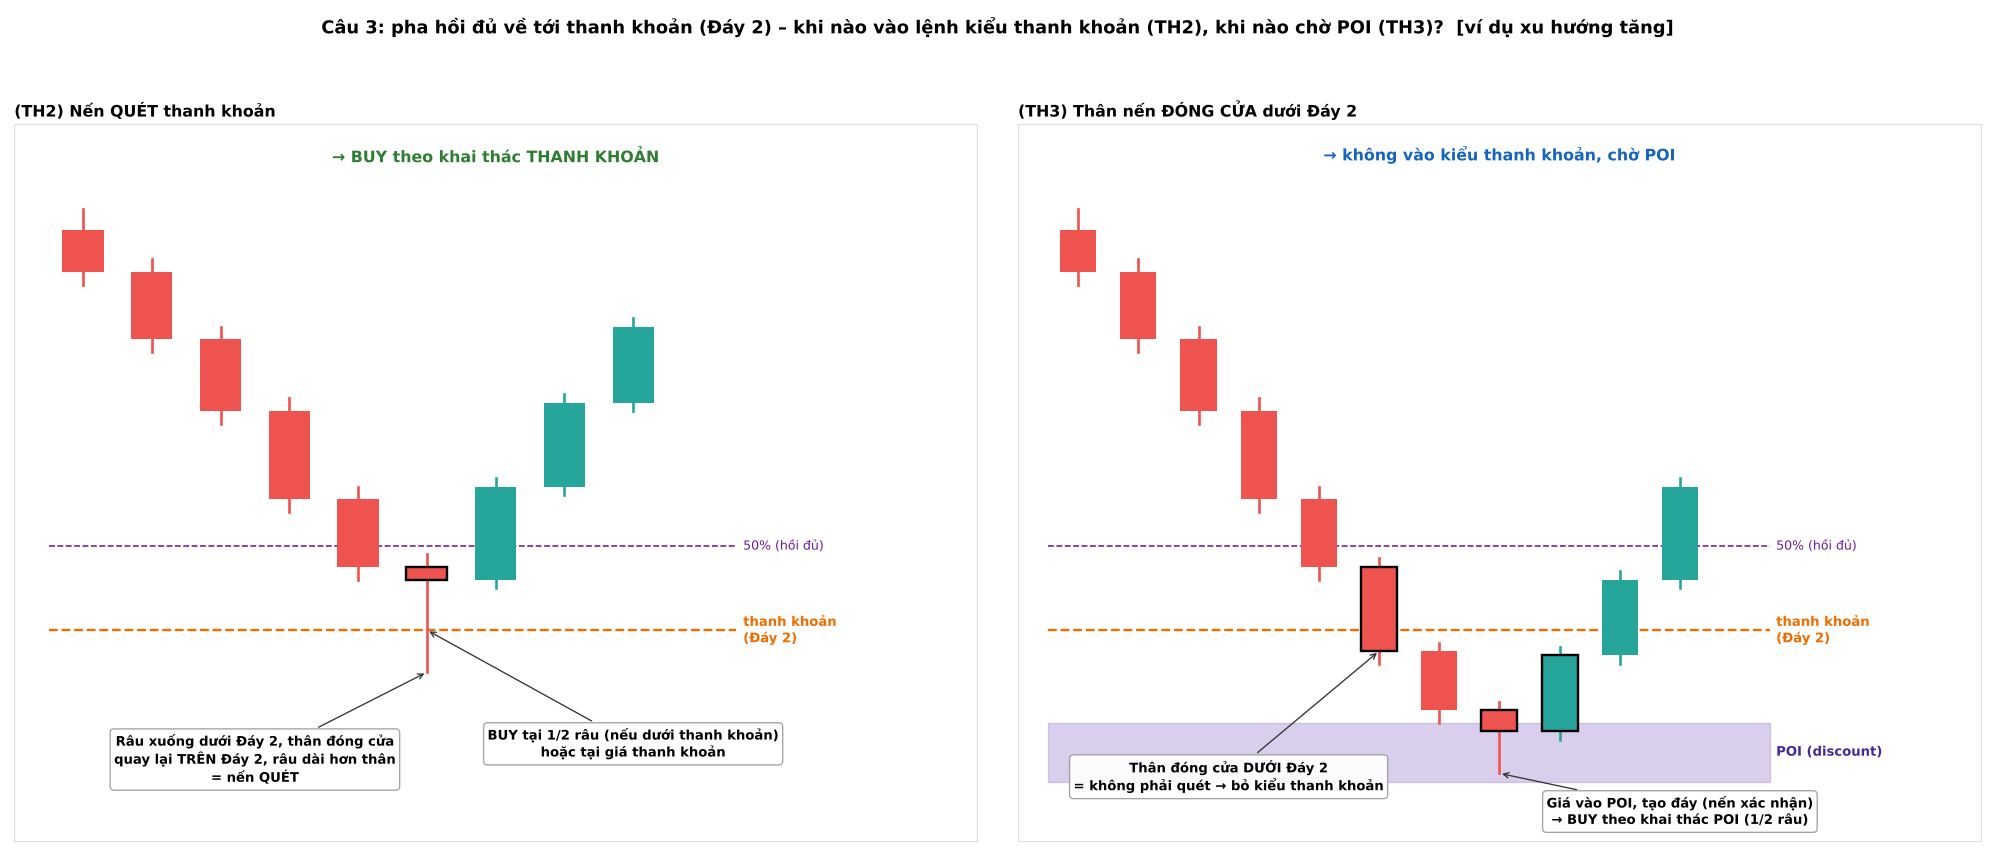 Câu 3: pha hồi đủ về tới thanh khoản (Đáy 2) – khi nào vào lệnh kiểu thanh khoản (TH2), khi nào chờ POI (TH3)?  [ví dụ xu hướng tăng]
(TH2) Nến QUÉT thanh khoản
→ BUY theo khai thác THANH KHOẢN
50% (hồi đủ)
thanh khoản
(Đáy 2)
BUY tại 1/2 râu (nếu dưới thanh khoản)
hoặc tại giá thanh khoản
Râu xuống dưới Đáy 2, thân đóng cửa
quay lại TRÊN Đáy 2, râu dài hơn thân
= nến QUÉT
(TH3) Thân nến ĐÓNG CỬA dưới Đáy 2
→ không vào kiểu thanh khoản, chờ POI
50% (hồi đủ)
thanh khoản
(Đáy 2)
POI (discount)
Thân đóng cửa DƯỚI Đáy 2
= không phải quét → bỏ kiểu thanh khoản
Giá vào POI, tạo đáy (nến xác nhận)
→ BUY theo khai thác POI (1/2 râu)